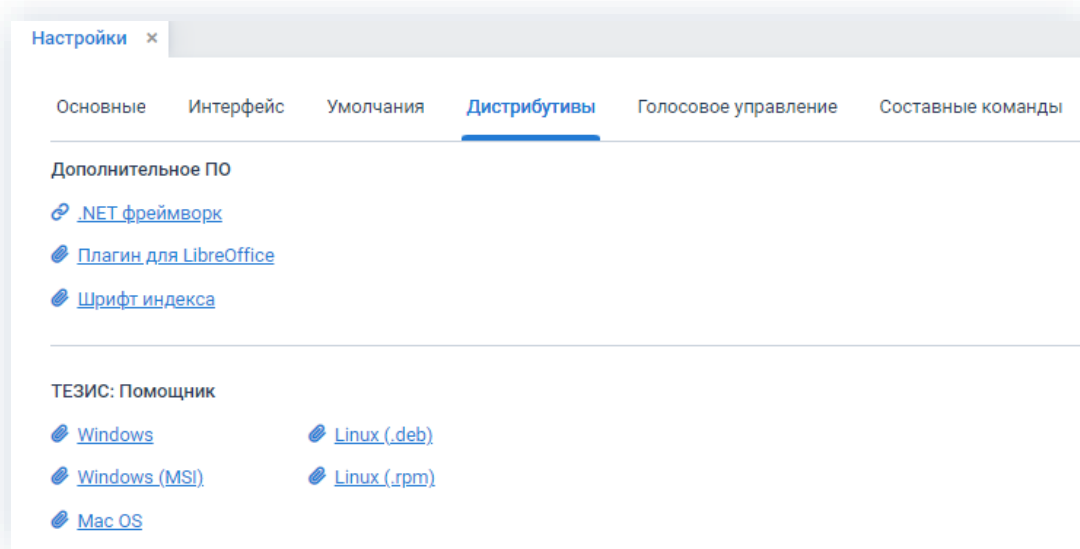 Настройки ×
Основные Интерфейс Умолчания Дистрибутивы Голосовое управление Составные команды
Дополнительное ПО
.NET фреймворк
Плагин для LibreOffice
Шрифт индекса
ТЕЗИС: Помощник
Windows Linux (.deb)
Windows (MSI) Linux (.rpm)
Mac OS